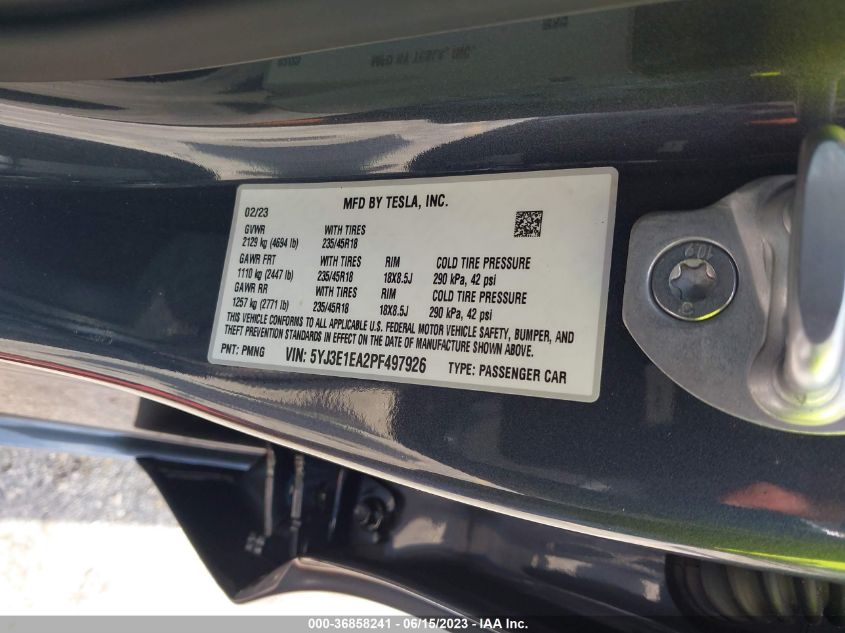 MFD BY TESLA, INC.
02/23
GVWR WITH TIRES
2129 kg (4694 lb) 235/45R18
GAWR FRT WITH TIRES RIM COLD TIRE PRESSURE
1110 kg (2447 lb) 235/45R18 18X8.5J 290 kPa, 42 psi
GAWR RR WITH TIRES RIM COLD TIRE PRESSURE
1257 kg (2771 lb) 235/45R18 18X8.5J 290 kPa, 42 psi
THIS VEHICLE CONFORMS TO ALL APPLICABLE U.S. FEDERAL MOTOR VEHICLE SAFETY, BUMPER, AND
THEFT PREVENTION STANDARDS IN EFFECT ON THE DATE OF MANUFACTURE SHOWN ABOVE.
PNT: PMNG VIN: 5YJ3E1EA2PF497926 TYPE: PASSENGER CAR
10.9
000-36858241 - 06/15/2023 - IAA Inc.